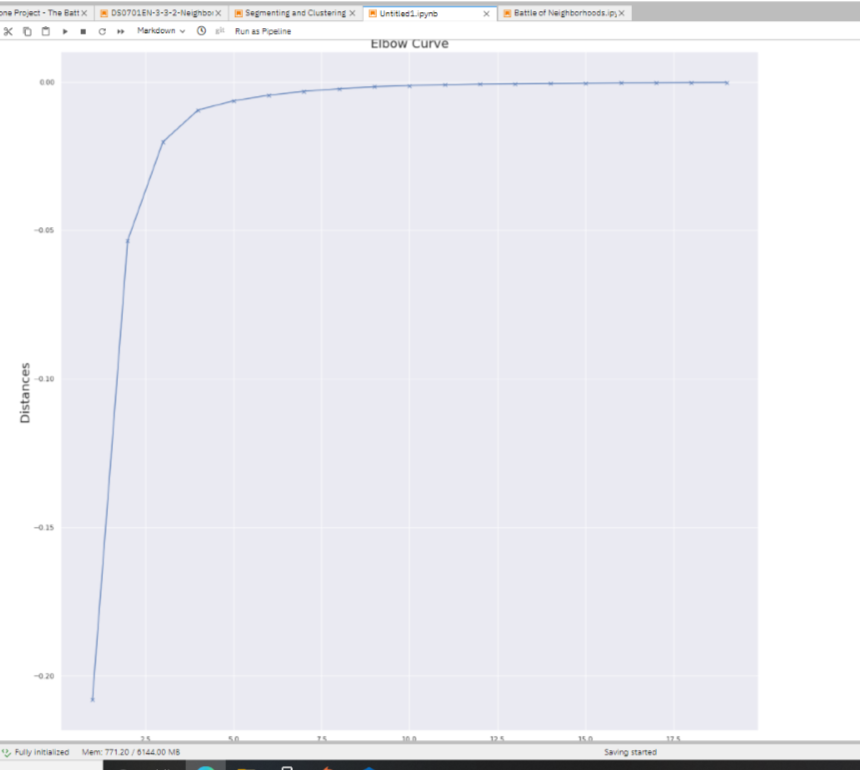 one Project - The Batt DS0701EN-3-3-2-Neighbo Segmenting and Clustering Untitled1.ipynb Battle of Neighborhoods.ip
Markdown Run as Pipeline
Elbow Curve
0.00
−0.05
−0.10
−0.15
−0.20
Distances
2.5 5.0 7.5 10.0 12.5 15.0 17.5
Fully initialized Mem: 771.20 / 6144.00 MB Saving started